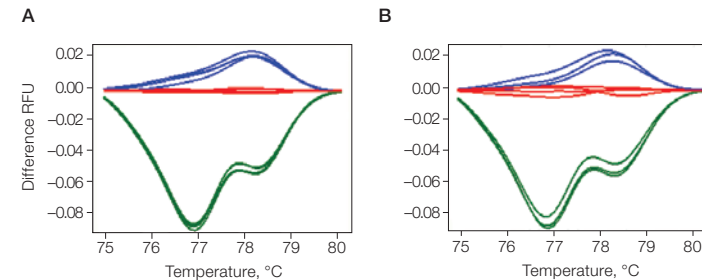 A
B
Difference RFU
0.02
0.00
–0.02
–0.04
–0.06
–0.08
75 76 77 78 79 80
Temperature, °C
0.02
0.00
–0.02
–0.04
–0.06
–0.08
75 76 77 78 79 80
Temperature, °C